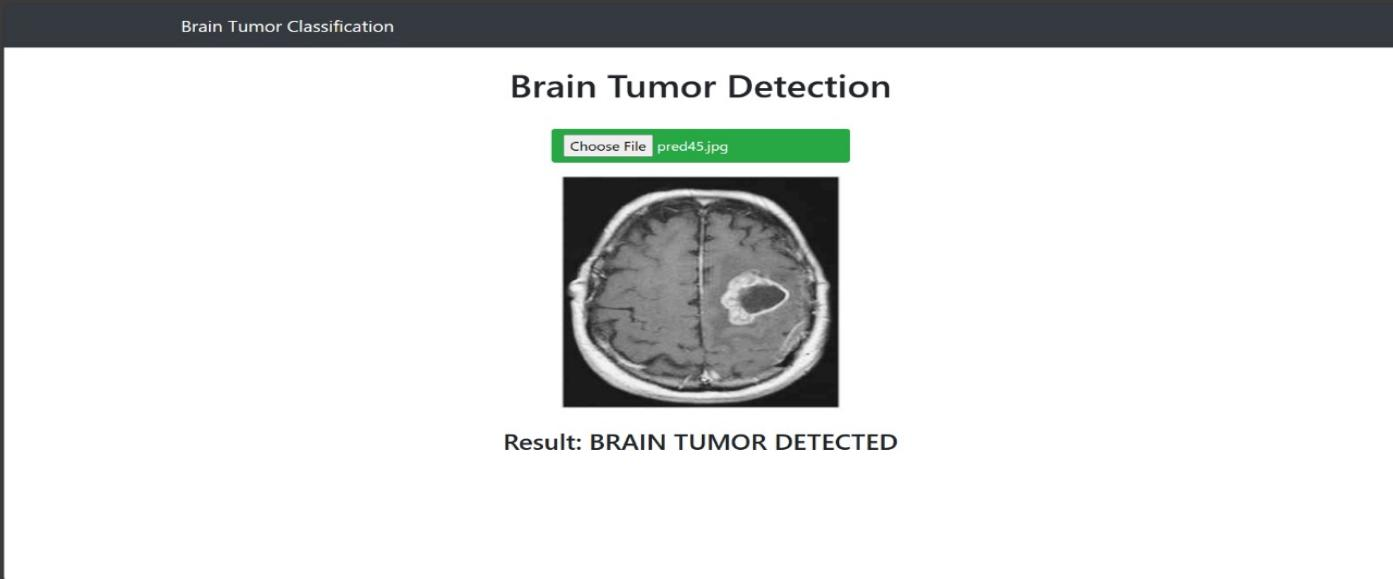 Brain Tumor Classification
Brain Tumor Detection
Choose File pred45.jpg
Result: BRAIN TUMOR DETECTED